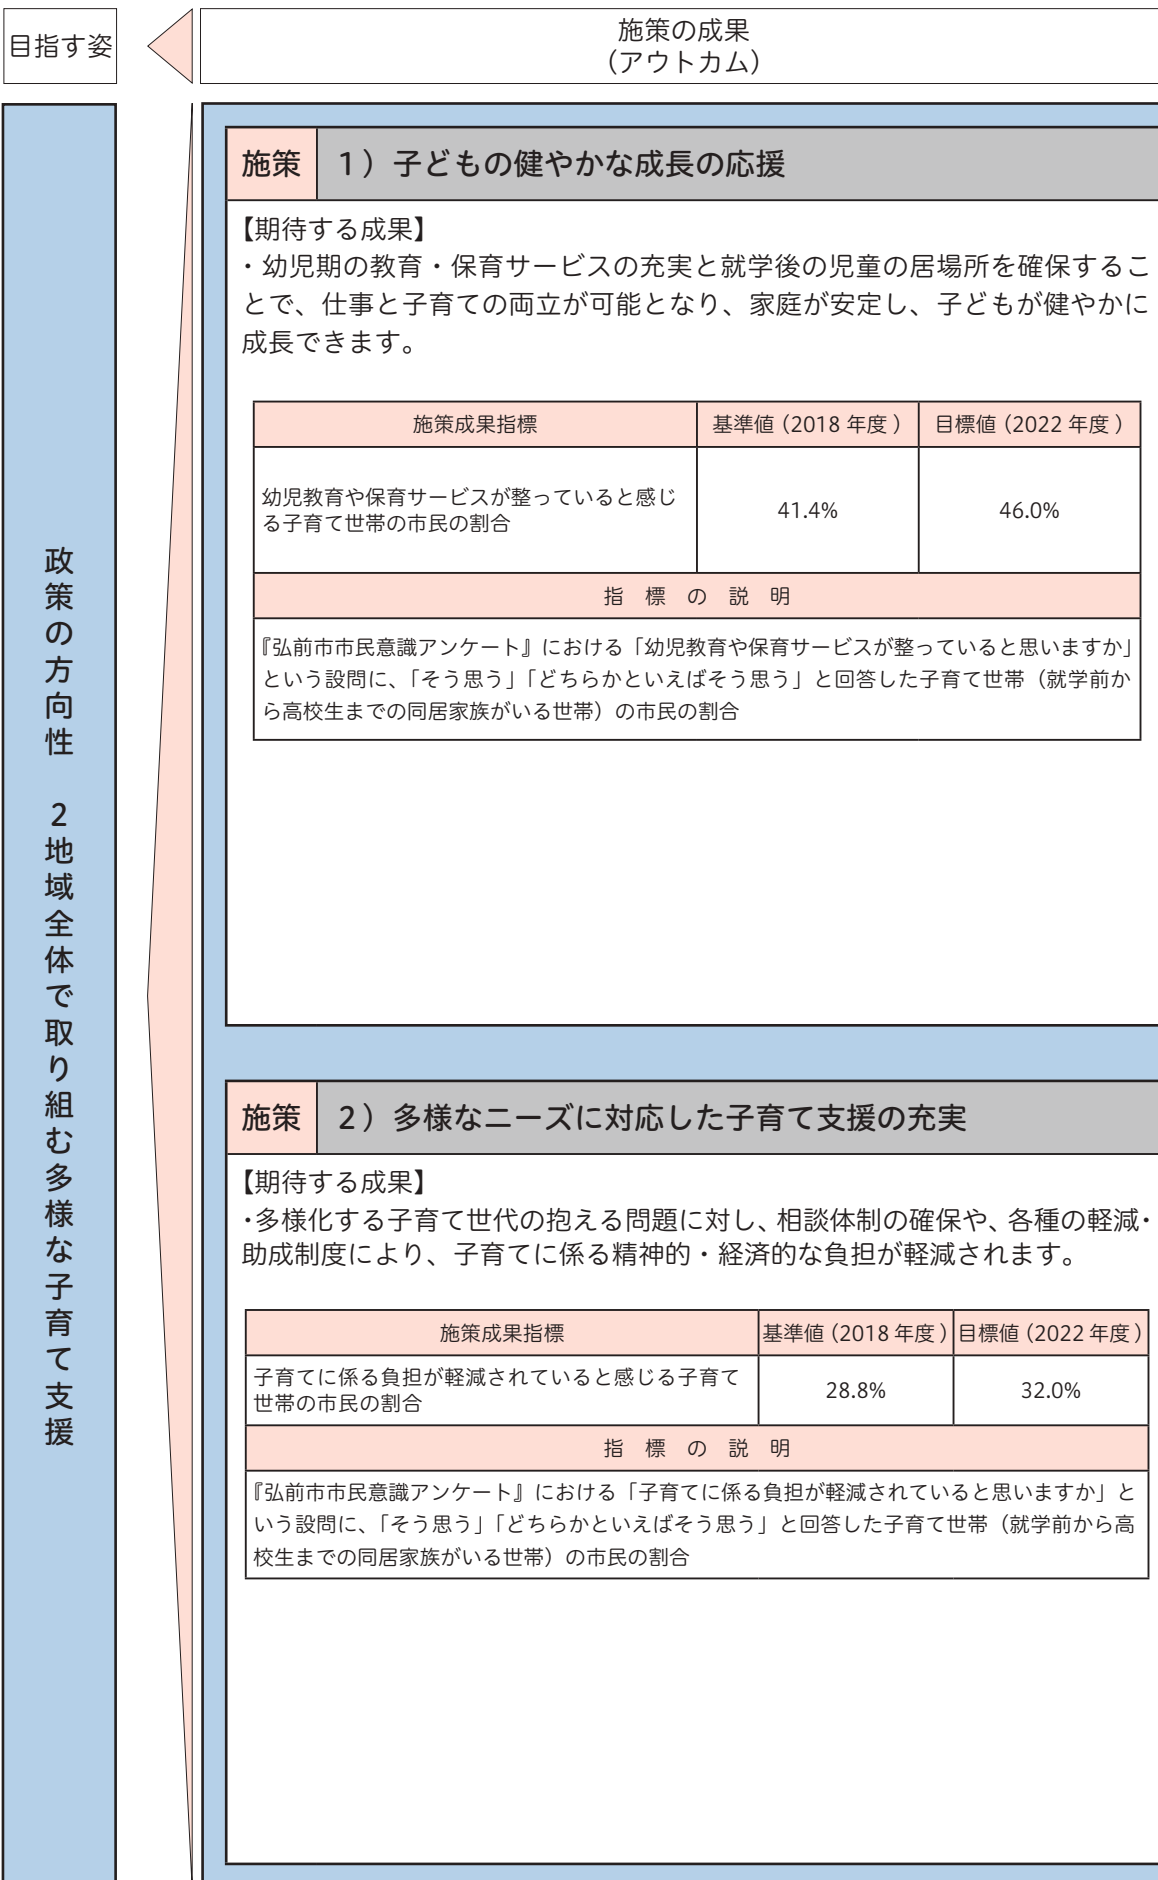 目指す姿
施策の成果
（アウトカム）
政策の方向性　2地域全体で取り組む多様な子育て支援
施策
1）子どもの健やかな成長の応援
【期待する成果】
・幼児期の教育・保育サービスの充実と就学後の児童の居場所を確保するこ
とで、仕事と子育ての両立が可能となり、家庭が安定し、子どもが健やかに
成長できます。
施策成果指標
基準値（2018 年度）
目標値（2022 年度）
幼児教育や保育サービスが整っていると感じ
る子育て世帯の市民の割合
41.4%
46.0%
指　標　の　説　明
『弘前市市民意識アンケート』における「幼児教育や保育サービスが整っていると思いますか」
という設問に、「そう思う」「どちらかといえばそう思う」と回答した子育て世帯（就学前か
ら高校生までの同居家族がいる世帯）の市民の割合
施策
2）多様なニーズに対応した子育て支援の充実
【期待する成果】
・多様化する子育て世代の抱える問題に対し、相談体制の確保や、各種の軽減・
助成制度により、子育てに係る精神的・経済的な負担が軽減されます。
施策成果指標
基準値（2018 年度）
目標値（2022 年度）
子育てに係る負担が軽減されていると感じる子育て
世帯の市民の割合
28.8%
32.0%
指　標　の　説　明
『弘前市市民意識アンケート』における「子育てに係る負担が軽減されていると思いますか」と
いう設問に、「そう思う」「どちらかといえばそう思う」と回答した子育て世帯（就学前から高
校生までの同居家族がいる世帯）の市民の割合